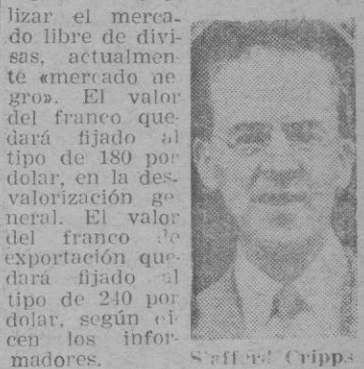 lizar el merca-
do libre de divi-
sas, actualmen-
te «mercado ne
gro». El valor
del franco que-
dará fijado al
tipo de 180 por
dolar, en la des-
valorización ge-
neral. El valor
del franco de
exportación que-
dará fijado al
tipo de 240 por
dolar, según di-
cen los infor-
madores.
Stafferd Cripps